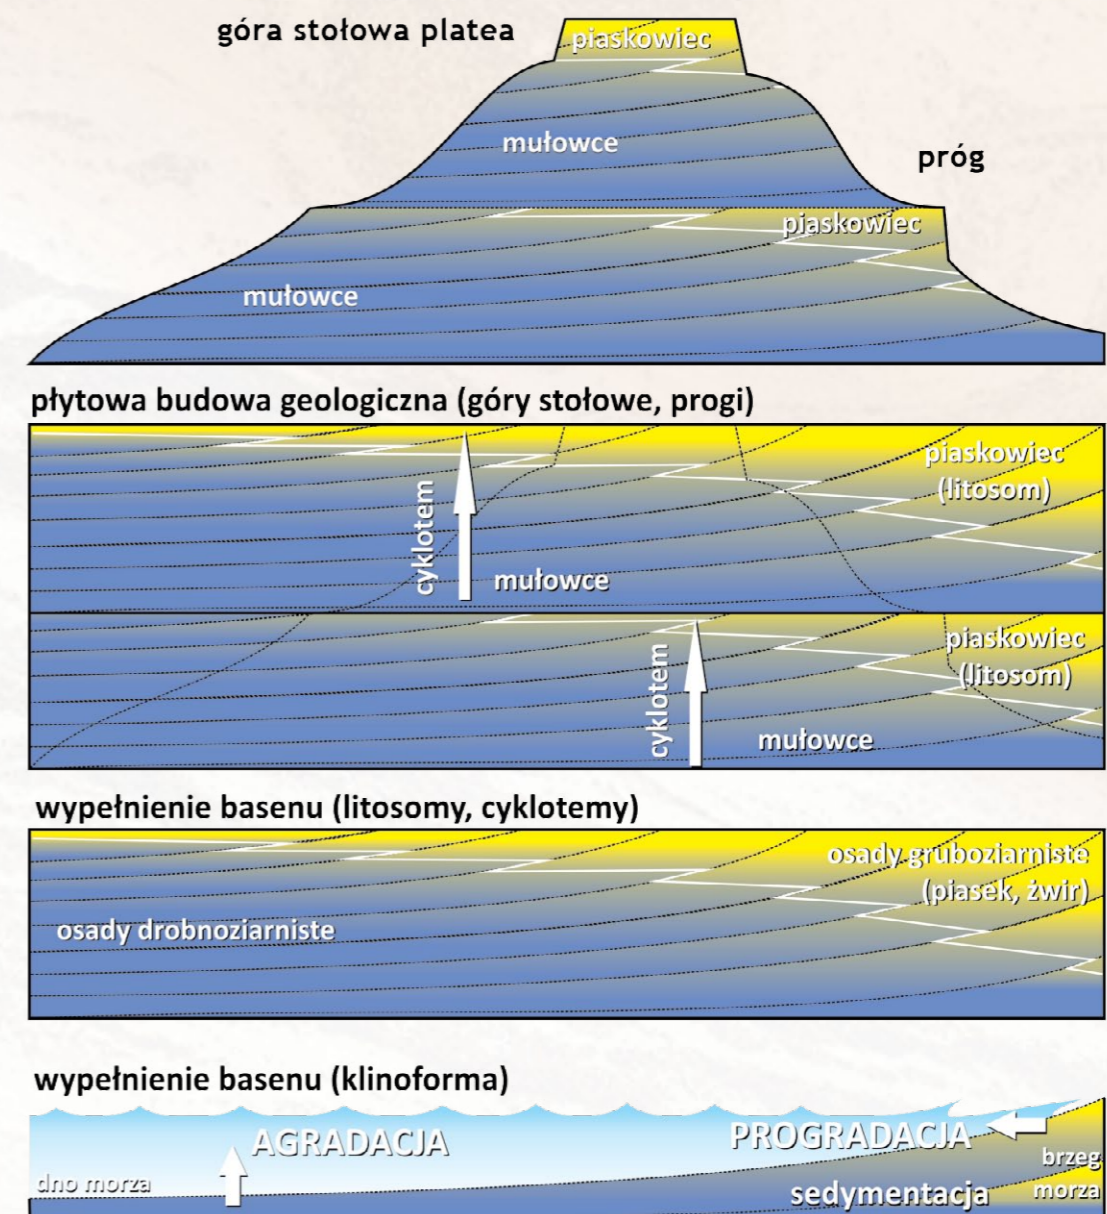 góra stołowa platea
piaskowiec
mułowce
próg
piaskowiec
mułowce
płytowa budowa geologiczna (góry stołowe, progi)
piaskowiec
(litosom)
cyklotem
mułowce
piaskowiec
(litosom)
cyklotem
mułowce
wypełnienie basenu (litosomy, cyklotemy)
osady gruboziarniste
(piasek, żwir)
osady drobnoziarniste
wypełnienie basenu (klinoforma)
AGRADACJA
PROGRADACJA
dno morza
brzeg
morza
sedymentacja